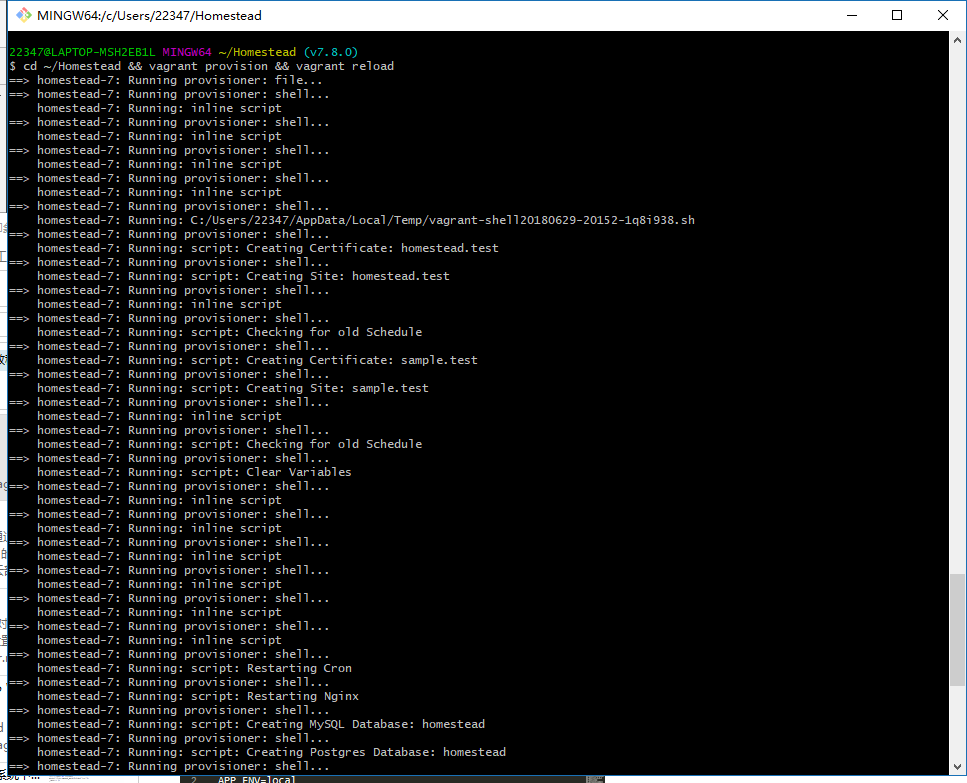 MINGW64:/c/Users/22347/Homestead
22347@LAPTOP-MSH2EB1L MINGW64 ~/Homestead (v7.8.0)
$ cd ~/Homestead && vagrant provision && vagrant reload
==> homestead-7: Running provisioner: file...
==> homestead-7: Running provisioner: shell...
homestead-7: Running: inline script
==> homestead-7: Running provisioner: shell...
homestead-7: Running: inline script
==> homestead-7: Running provisioner: shell...
homestead-7: Running: inline script
==> homestead-7: Running provisioner: shell...
homestead-7: Running: inline script
==> homestead-7: Running provisioner: shell...
homestead-7: Running: C:/Users/22347/AppData/Local/Temp/vagrant-shell20180629-20152-1q8i938.sh
==> homestead-7: Running provisioner: shell...
homestead-7: Running: script: Creating Certificate: homestead.test
==> homestead-7: Running provisioner: shell...
homestead-7: Running: script: Creating Site: homestead.test
==> homestead-7: Running provisioner: shell...
homestead-7: Running: inline script
==> homestead-7: Running provisioner: shell...
homestead-7: Running: script: Checking for old Schedule
==> homestead-7: Running provisioner: shell...
homestead-7: Running: script: Creating Certificate: sample.test
==> homestead-7: Running provisioner: shell...
homestead-7: Running: script: Creating Site: sample.test
==> homestead-7: Running provisioner: shell...
homestead-7: Running: inline script
==> homestead-7: Running provisioner: shell...
homestead-7: Running: script: Checking for old Schedule
==> homestead-7: Running provisioner: shell...
homestead-7: Running: script: Clear Variables
==> homestead-7: Running provisioner: shell...
homestead-7: Running: inline script
==> homestead-7: Running provisioner: shell...
homestead-7: Running: inline script
==> homestead-7: Running provisioner: shell...
homestead-7: Running: inline script
==> homestead-7: Running provisioner: shell...
homestead-7: Running: inline script
==> homestead-7: Running provisioner: shell...
homestead-7: Running: inline script
==> homestead-7: Running provisioner: shell...
homestead-7: Running: inline script
==> homestead-7: Running provisioner: shell...
homestead-7: Running: script: Restarting Cron
==> homestead-7: Running provisioner: shell...
homestead-7: Running: script: Restarting Nginx
==> homestead-7: Running provisioner: shell...
homestead-7: Running: script: Creating MySQL Database: homestead
==> homestead-7: Running provisioner: shell...
homestead-7: Running: script: Creating Postgres Database: homestead
==> homestead-7: Running provisioner: shell...
2 APP_ENV=local